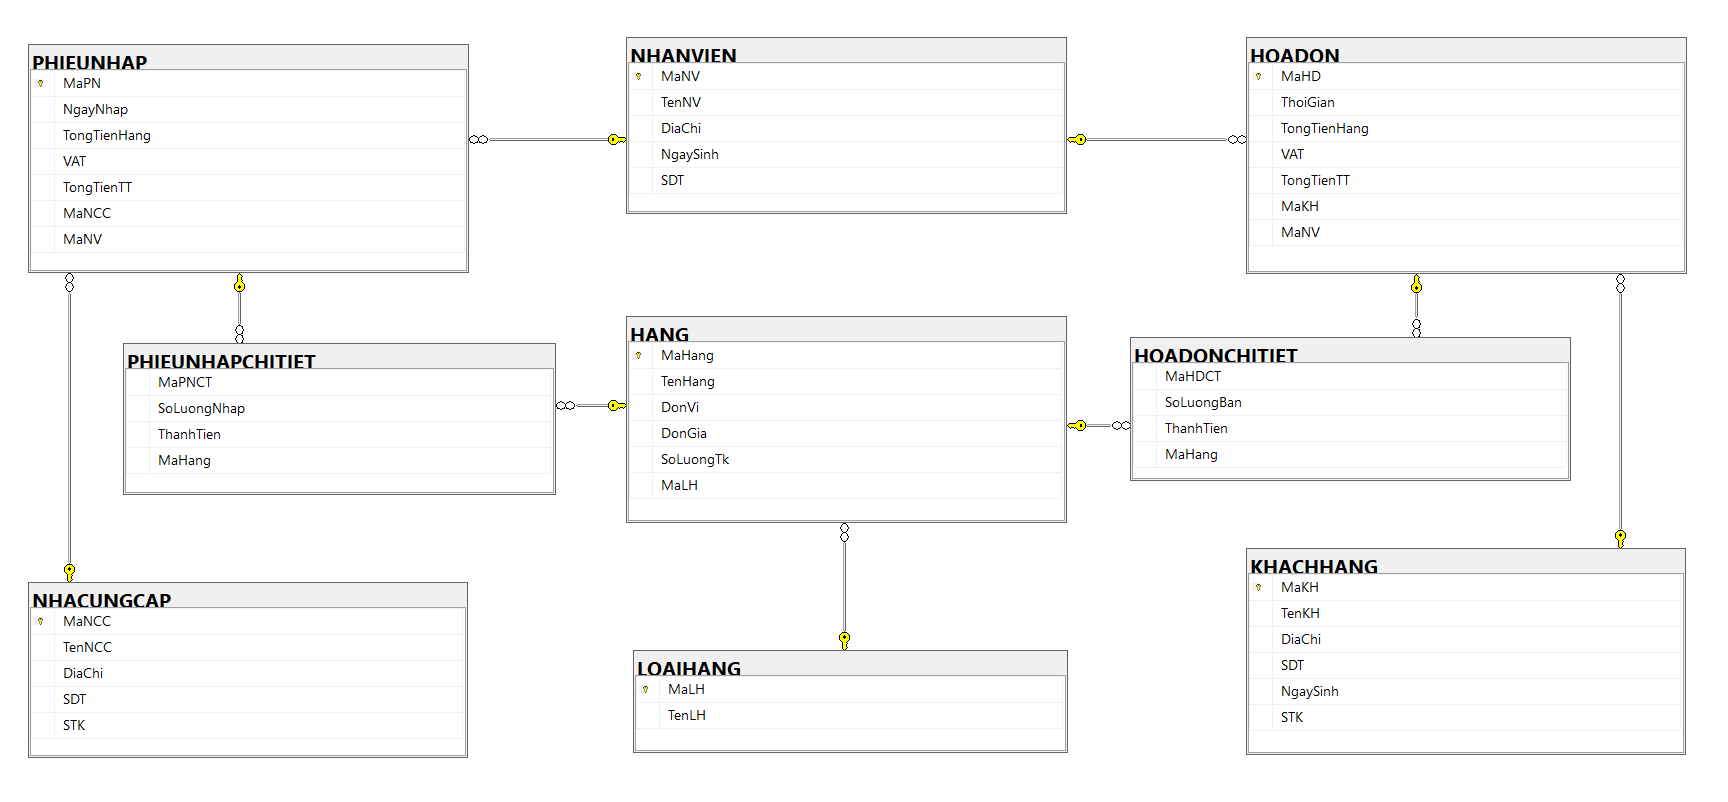 PHIEUNHAP
MaPN
NgayNhap
TongTienHang
VAT
TongTienTT
MaNCC
MaNV
NHANVIEN
MaNV
TenNV
DiaChi
NgaySinh
SDT
HOADON
MaHD
ThoiGian
TongTienHang
VAT
TongTienTT
MaKH
MaNV
PHIEUNHAPCHITIET
MaPNCT
SoLuongNhap
ThanhTien
MaHang
HANG
MaHang
TenHang
DonVi
DonGia
SoLuongTk
MaLH
HOADONCHITIET
MaHDCT
SoLuongBan
ThanhTien
MaHang
NHACUNGCAP
MaNCC
TenNCC
DiaChi
SDT
STK
LOAIHANG
MaLH
TenLH
KHACHHANG
MaKH
TenKH
DiaChi
SDT
NgaySinh
STK